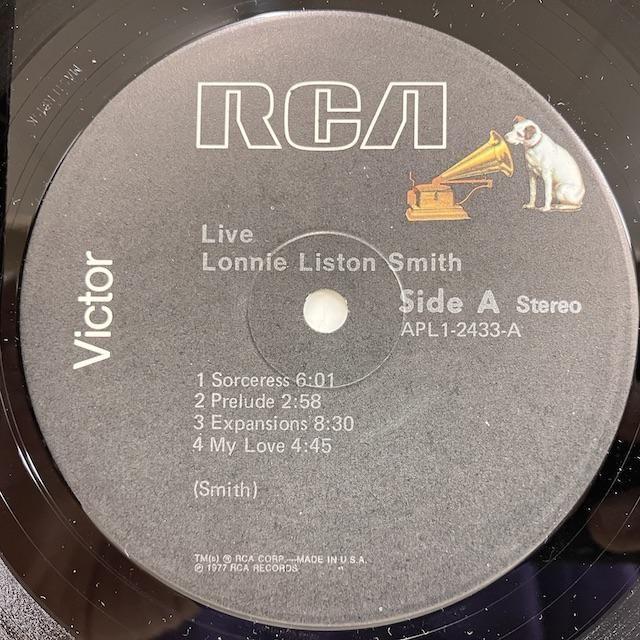 RCA
Victor
Live
Lonnie Liston Smith
Side A Stereo
APL1-2433-A
1 Sorceress 6:01
2 Prelude 2:58
3 Expansions 8:30
4 My Love 4:45
(Smith)
TM(s) ® RCA CORP.—MADE IN U.S.A.
℗ 1977 RCA RECORDS